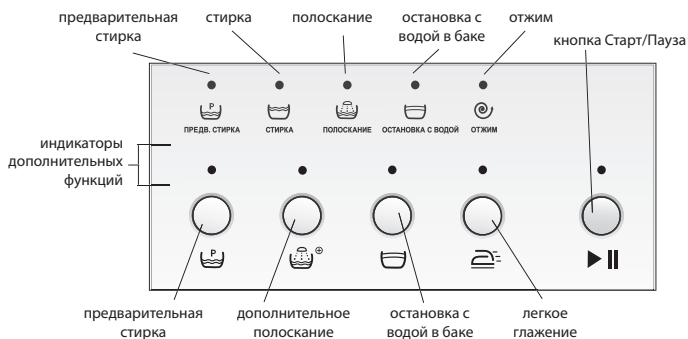 предварительная
стирка
стирка
полоскание
остановка с
водой в баке
отжим
кнопка Старт/Пауза
P
ПРЕДВ. СТИРКА
СТИРКА
ПОЛОСКАНИЕ
ОСТАНОВКА С ВОДОЙ
ОТЖИМ
индикаторы
дополнительных
функций
P
предварительная
стирка
дополнительное
полоскание
остановка с
водой в баке
легкое
глажение